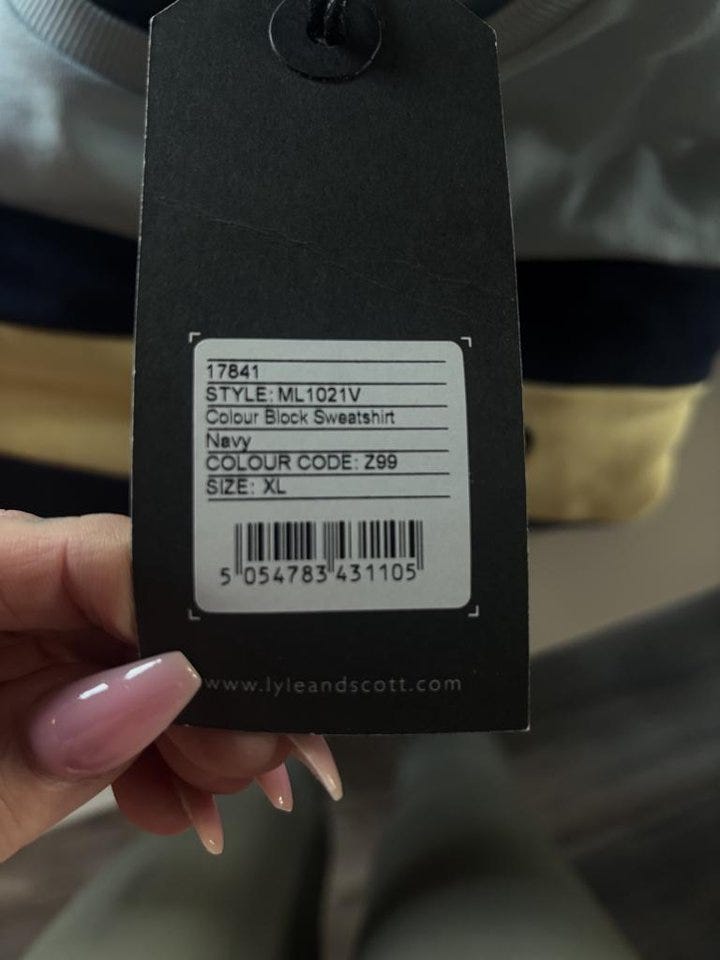 17841
STYLE: ML1021V
Colour Block Sweatshirt
Navy
COLOUR CODE: Z99
SIZE: XL
5 054783 431105
www.lyleandscott.com